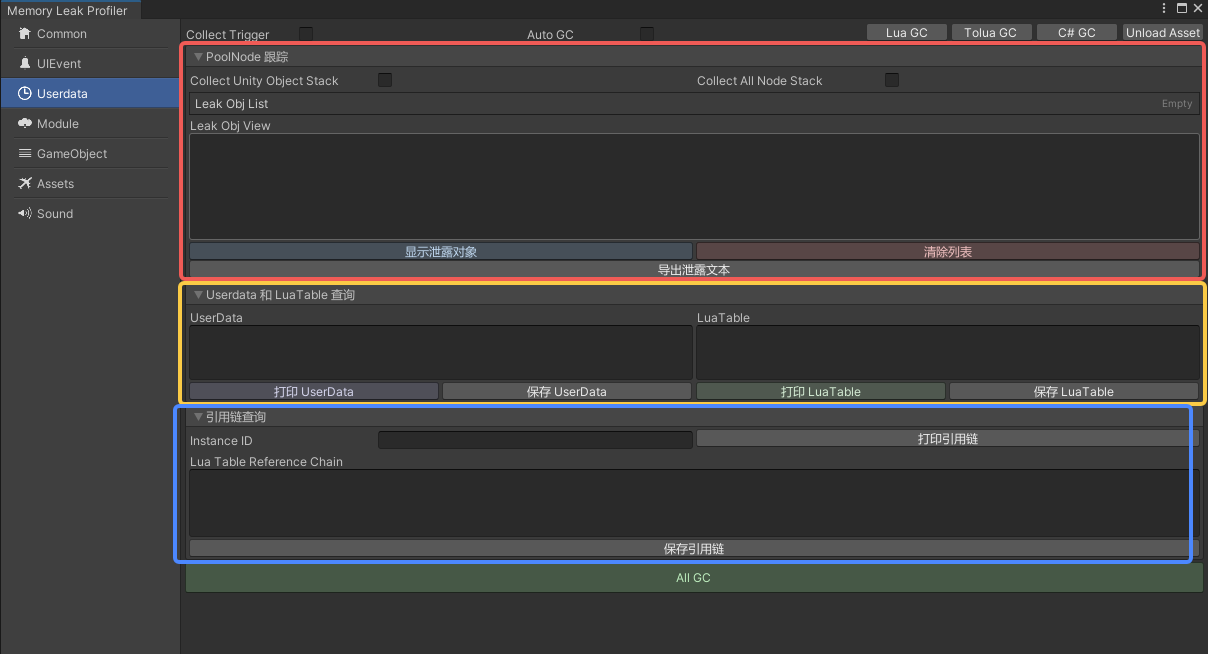 Memory Leak Profiler
Common
UIEvent
Userdata
Module
GameObject
Assets
Sound
Collect Trigger Auto GC Lua GC Tolua GC C# GC Unload Asset
PoolNode 跟踪
Collect Unity Object Stack Collect All Node Stack
Leak Obj List Empty
Leak Obj View
显示泄露对象 清除列表
导出泄露文本
Userdata 和 LuaTable 查询
UserData LuaTable
打印 UserData 保存 UserData 打印 LuaTable 保存 LuaTable
引用链查询
Instance ID 打印引用链
Lua Table Reference Chain
保存引用链
All GC